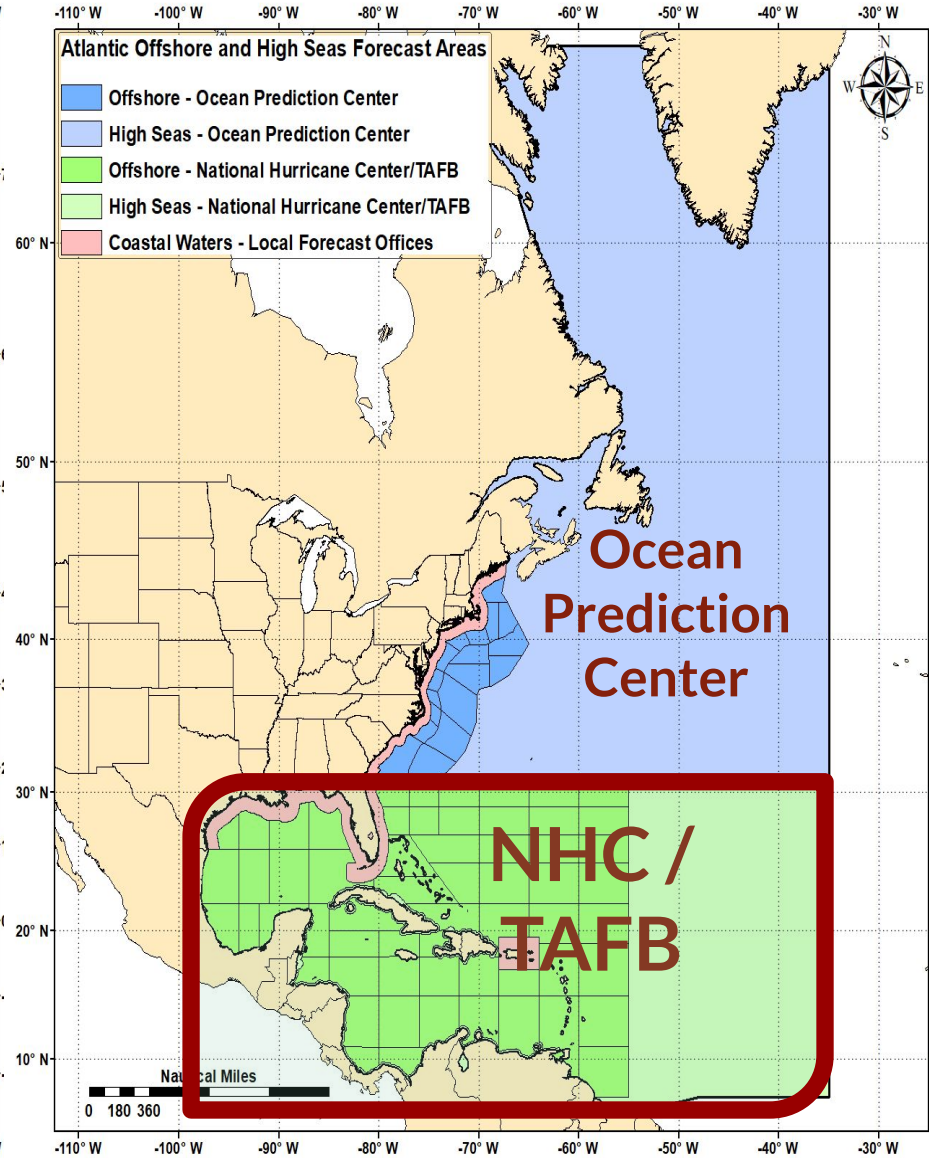 -110° W -100° W -90° W -80° W -70° W -60° W -50° W -40° W -30° W
Atlantic Offshore and High Seas Forecast Areas
Offshore - Ocean Prediction Center
High Seas - Ocean Prediction Center
Offshore - National Hurricane Center/TAFB
High Seas - National Hurricane Center/TAFB
Coastal Waters - Local Forecast Offices
N
W E
S
60° N
50° N
Ocean
Prediction
Center
40° N
30° N
NHC /
TAFB
20° N
10° N
Nautical Miles
0 180 360
-110° W -100° W -90° W -80° W -70° W -60° W -50° W -40° W -30° W